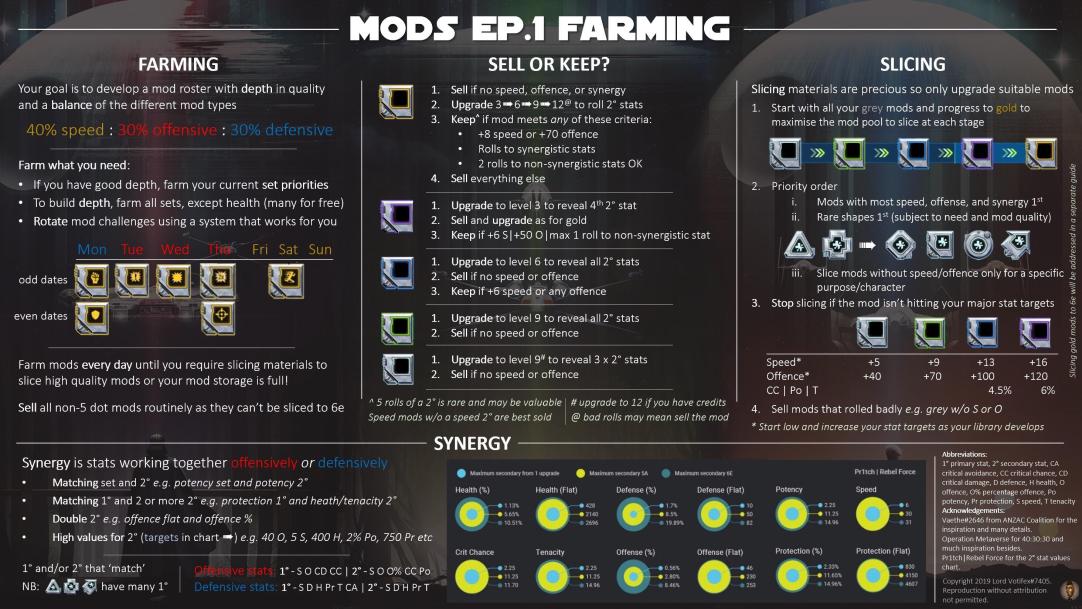 MODS EP.1 FARMING
FARMING
Your goal is to develop a mod roster with depth in quality
and a balance of the different mod types
40% speed : 30% offensive : 30% defensive
Farm what you need:
• If you have good depth, farm your current set priorities
• To build depth, farm all sets, except health (many for free)
• Rotate mod challenges using a system that works for you
Mon Tue Wed Thu Fri Sat Sun
odd dates
even dates
Farm mods every day until you require slicing materials to
slice high quality mods or your mod storage is full!
Sell all non-5 dot mods routinely as they can't be sliced to 6e
SELL OR KEEP?
1. Sell if no speed, offence, or synergy
2. Upgrade 3➡6➡9➡12@ to roll 2° stats
3. Keep^ if mod meets any of these criteria:
• +8 speed or +70 offence
• Rolls to synergistic stats
• 2 rolls to non-synergistic stats OK
4. Sell everything else
1. Upgrade to level 3 to reveal 4th 2° stat
2. Sell and upgrade as for gold
3. Keep if +6 S|+50 O|max 1 roll to non-synergistic stat
1. Upgrade to level 6 to reveal all 2° stats
2. Sell if no speed or offence
3. Keep if +6 speed or any offence
1. Upgrade to level 9 to reveal all 2° stats
2. Sell if no speed or offence
1. Upgrade to level 9# to reveal 3 x 2° stats
2. Sell if no speed or offence
^ 5 rolls of a 2° is rare and may be valuable | # upgrade to 12 if you have credits
Speed mods w/o a speed 2° are best sold | @ bad rolls may mean sell the mod
SLICING
Slicing materials are precious so only upgrade suitable mods
1. Start with all your grey mods and progress to gold to
maximise the mod pool to slice at each stage
2. Priority order
i. Mods with most speed, offense, and synergy 1st
ii. Rare shapes 1st (subject to need and mod quality)
iii. Slice mods without speed/offence only for a specific
purpose/character
3. Stop slicing if the mod isn't hitting your major stat targets
Speed* +5 +9 +13 +16
Offence* +40 +70 +100 +120
CC | Po | T 4.5% 6%
4. Sell mods that rolled badly e.g. grey w/o S or O
* Start low and increase your stat targets as your library develops
Slicing gold mods to 6e will be addressed in a separate guide
SYNERGY
Synergy is stats working together offensively or defensively
• Matching set and 2° e.g. potency set and potency 2°
• Matching 1° and 2 or more 2° e.g. protection 1° and heath/tenacity 2°
• Double 2° e.g. offence flat and offence %
• High values for 2° (targets in chart ➡) e.g. 40 O, 5 S, 400 H, 2% Po, 750 Pr etc
1° and/or 2° that 'match'
NB: have many 1°
Offensive stats: 1° - S O CD CC | 2° - S O O% CC Po
Defensive stats: 1° - S D H Pr T CA | 2° - S D H Pr T
Maximum secondary from 1 upgrade Maximum secondary 5A Maximum secondary 6E Pr1tch | Rebel Force
Health (%) Health (Flat) Defense (%) Defense (Flat) Potency Speed
1.13% 428 1.7% 10 2.25 6
5.65% 2140 8.5% 50 11.25 30
10.51% 2696 19.89% 82 14.96 31
Crit Chance Tenacity Offense (%) Offense (Flat) Protection (%) Protection (Flat)
2.25 2.25 0.56% 46 2.33% 830
11.25 11.25 2.80% 230 11.65% 4150
11.70 14.96 8.46% 253 14.96% 4607
Abbreviations:
1° primary stat, 2° secondary stat, CA
critical avoidance, CC critical chance, CD
critical damage, D defence, H health, O
offence, O% percentage offence, Po
potency, Pr protection, S speed, T tenacity
Acknowledgements:
Vaethe#2646 from ANZAC Coalition for the
inspiration and many details.
Operation Metaverse for 40:30:30 and
much inspiration besides.
Pr1tch|Rebel Force for the 2° stat values
chart.
Copyright 2019 Lord Votifex#7405.
Reproduction without attribution
not permitted.